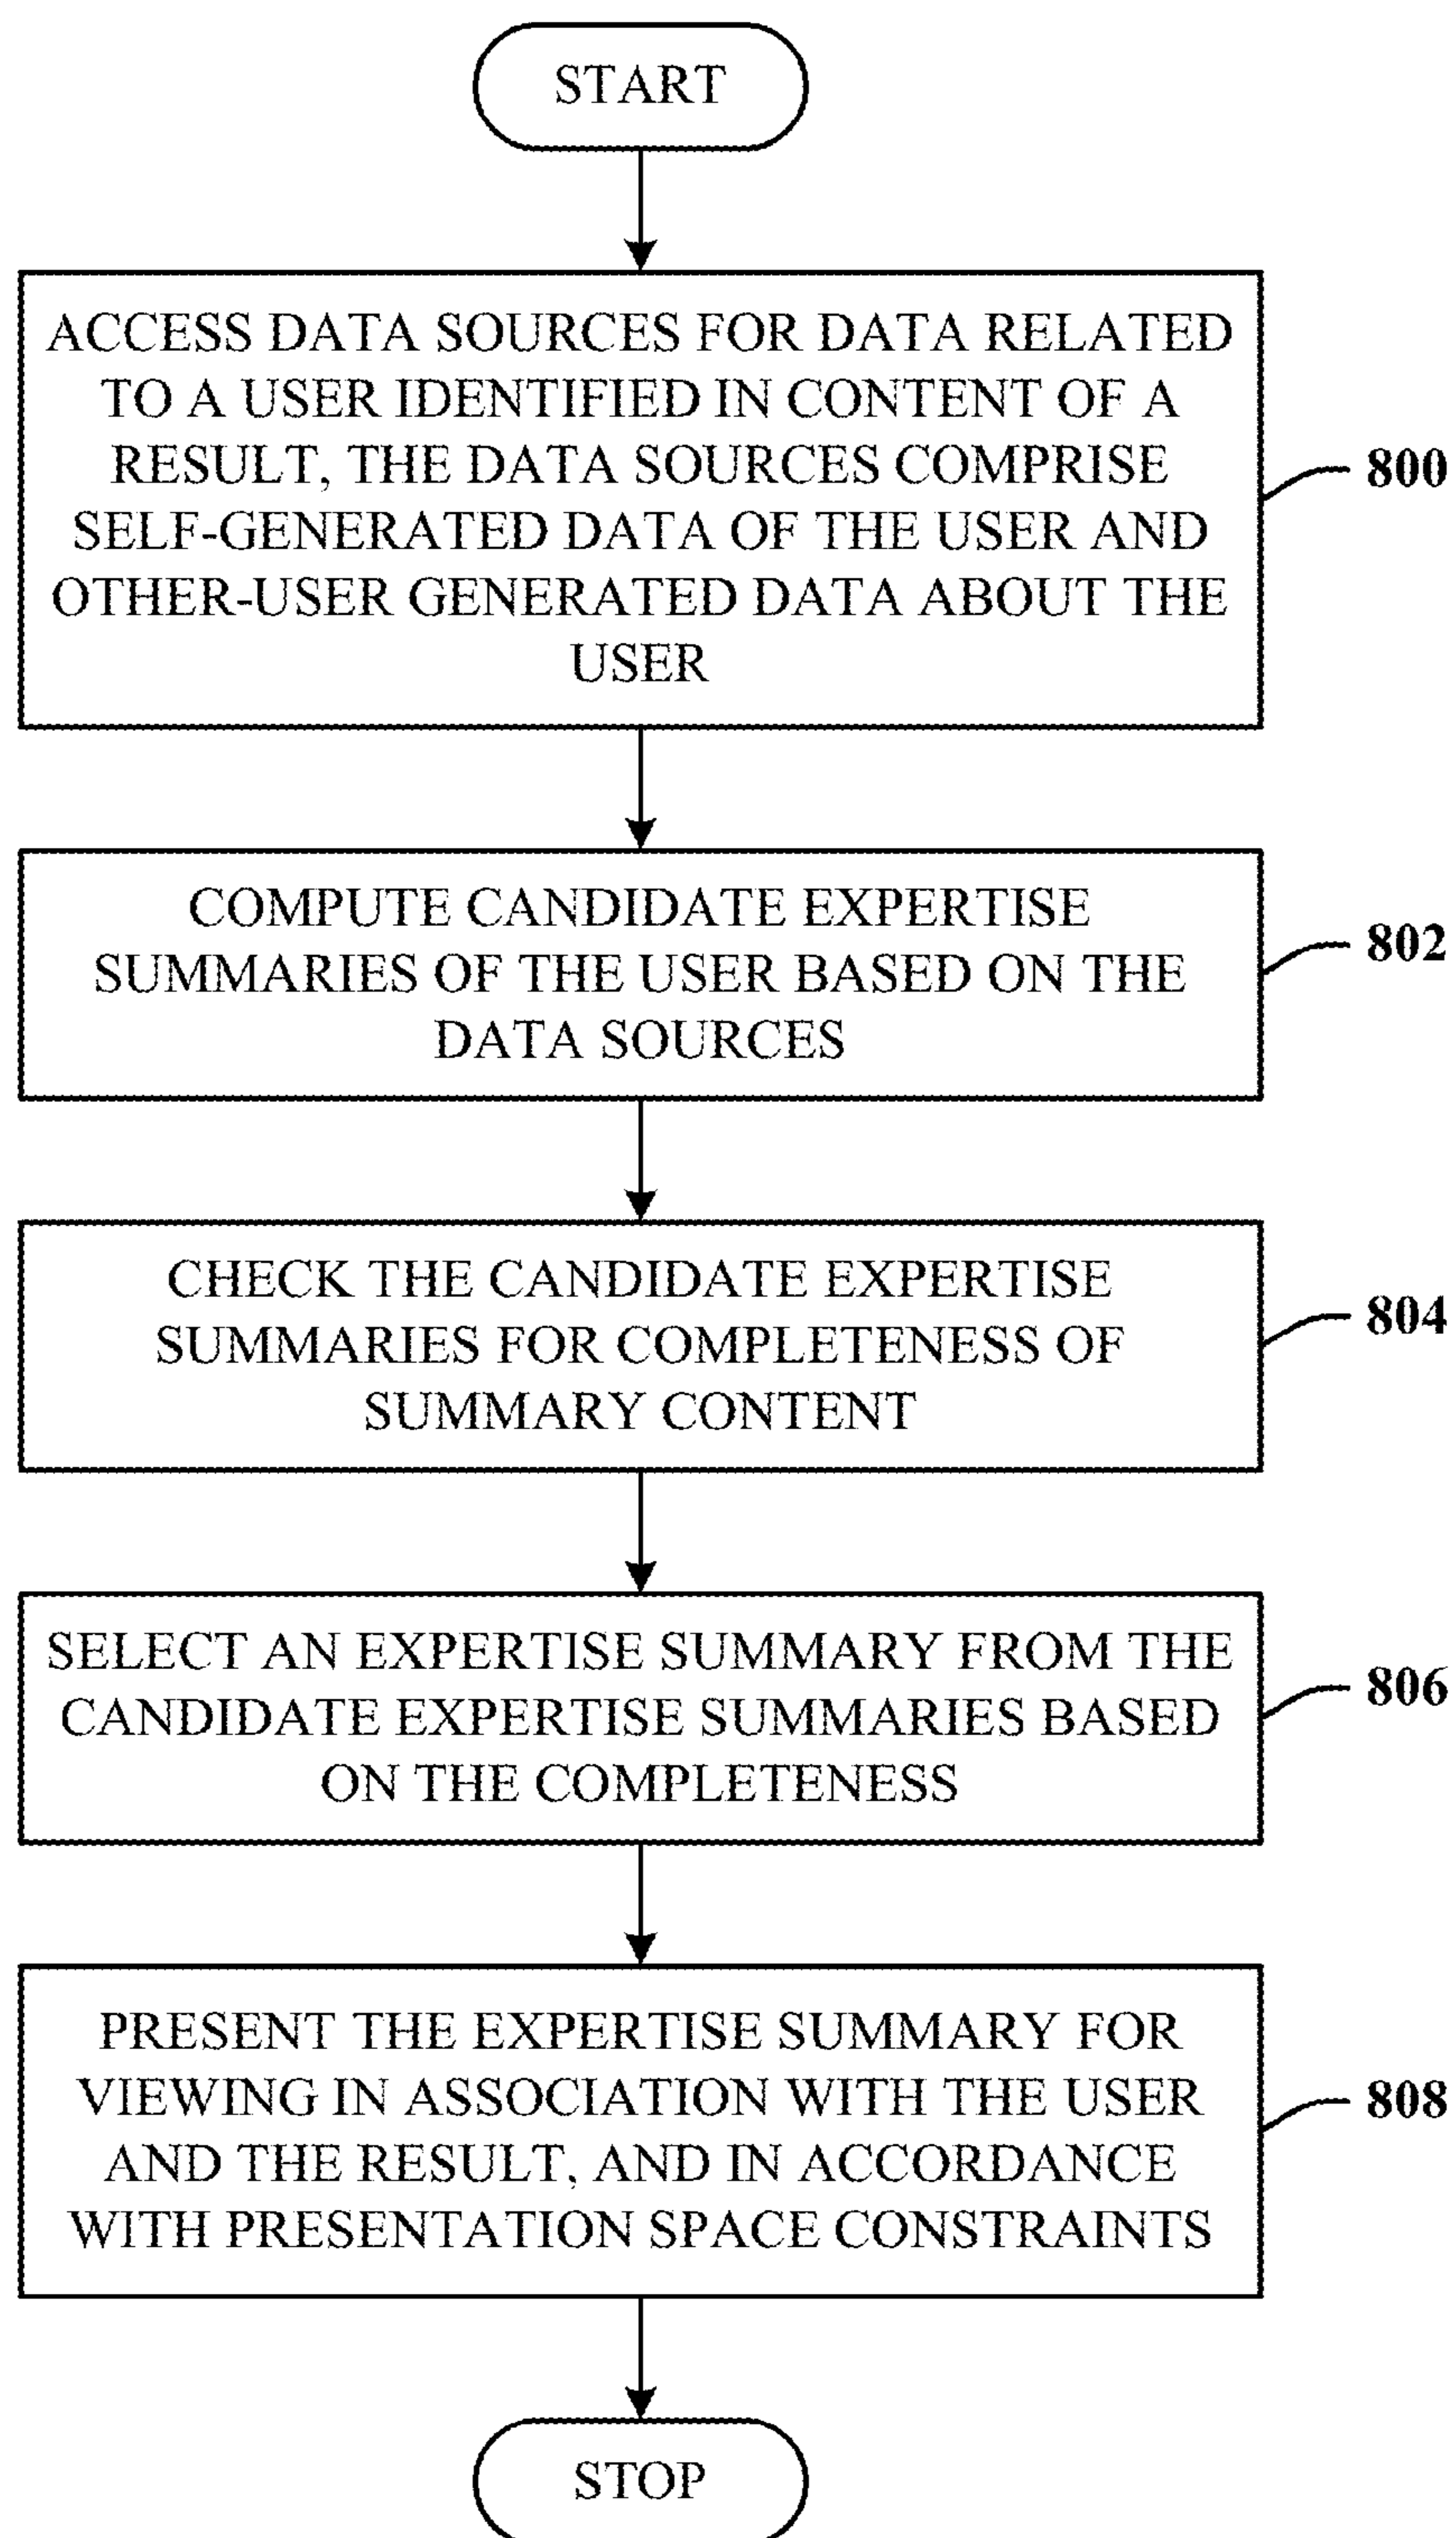 START
ACCESS DATA SOURCES FOR DATA RELATED
TO A USER IDENTIFIED IN CONTENT OF A
RESULT, THE DATA SOURCES COMPRISE
SELF-GENERATED DATA OF THE USER AND
OTHER-USER GENERATED DATA ABOUT THE
USER
800
COMPUTE CANDIDATE EXPERTISE
SUMMARIES OF THE USER BASED ON THE
DATA SOURCES
802
CHECK THE CANDIDATE EXPERTISE
SUMMARIES FOR COMPLETENESS OF
SUMMARY CONTENT
804
SELECT AN EXPERTISE SUMMARY FROM THE
CANDIDATE EXPERTISE SUMMARIES BASED
ON THE COMPLETENESS
806
PRESENT THE EXPERTISE SUMMARY FOR
VIEWING IN ASSOCIATION WITH THE USER
AND THE RESULT, AND IN ACCORDANCE
WITH PRESENTATION SPACE CONSTRAINTS
808
STOP